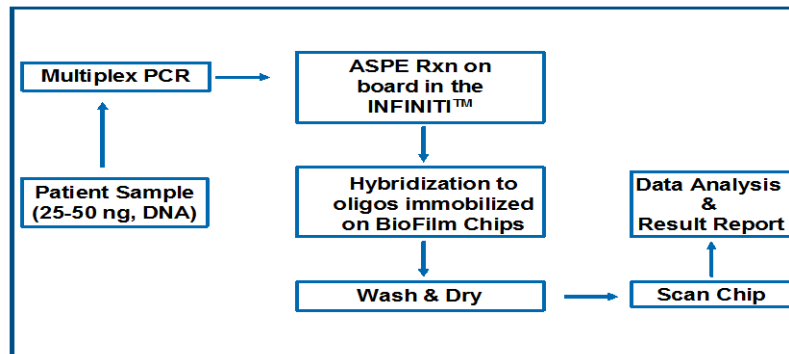 Multiplex PCR
ASPE Rxn on
board in the
INFINITI™
Patient Sample
(25-50 ng, DNA)
Hybridization to
oligos immobilized
on BioFilm Chips
Wash & Dry
Scan Chip
Data Analysis
&
Result Report